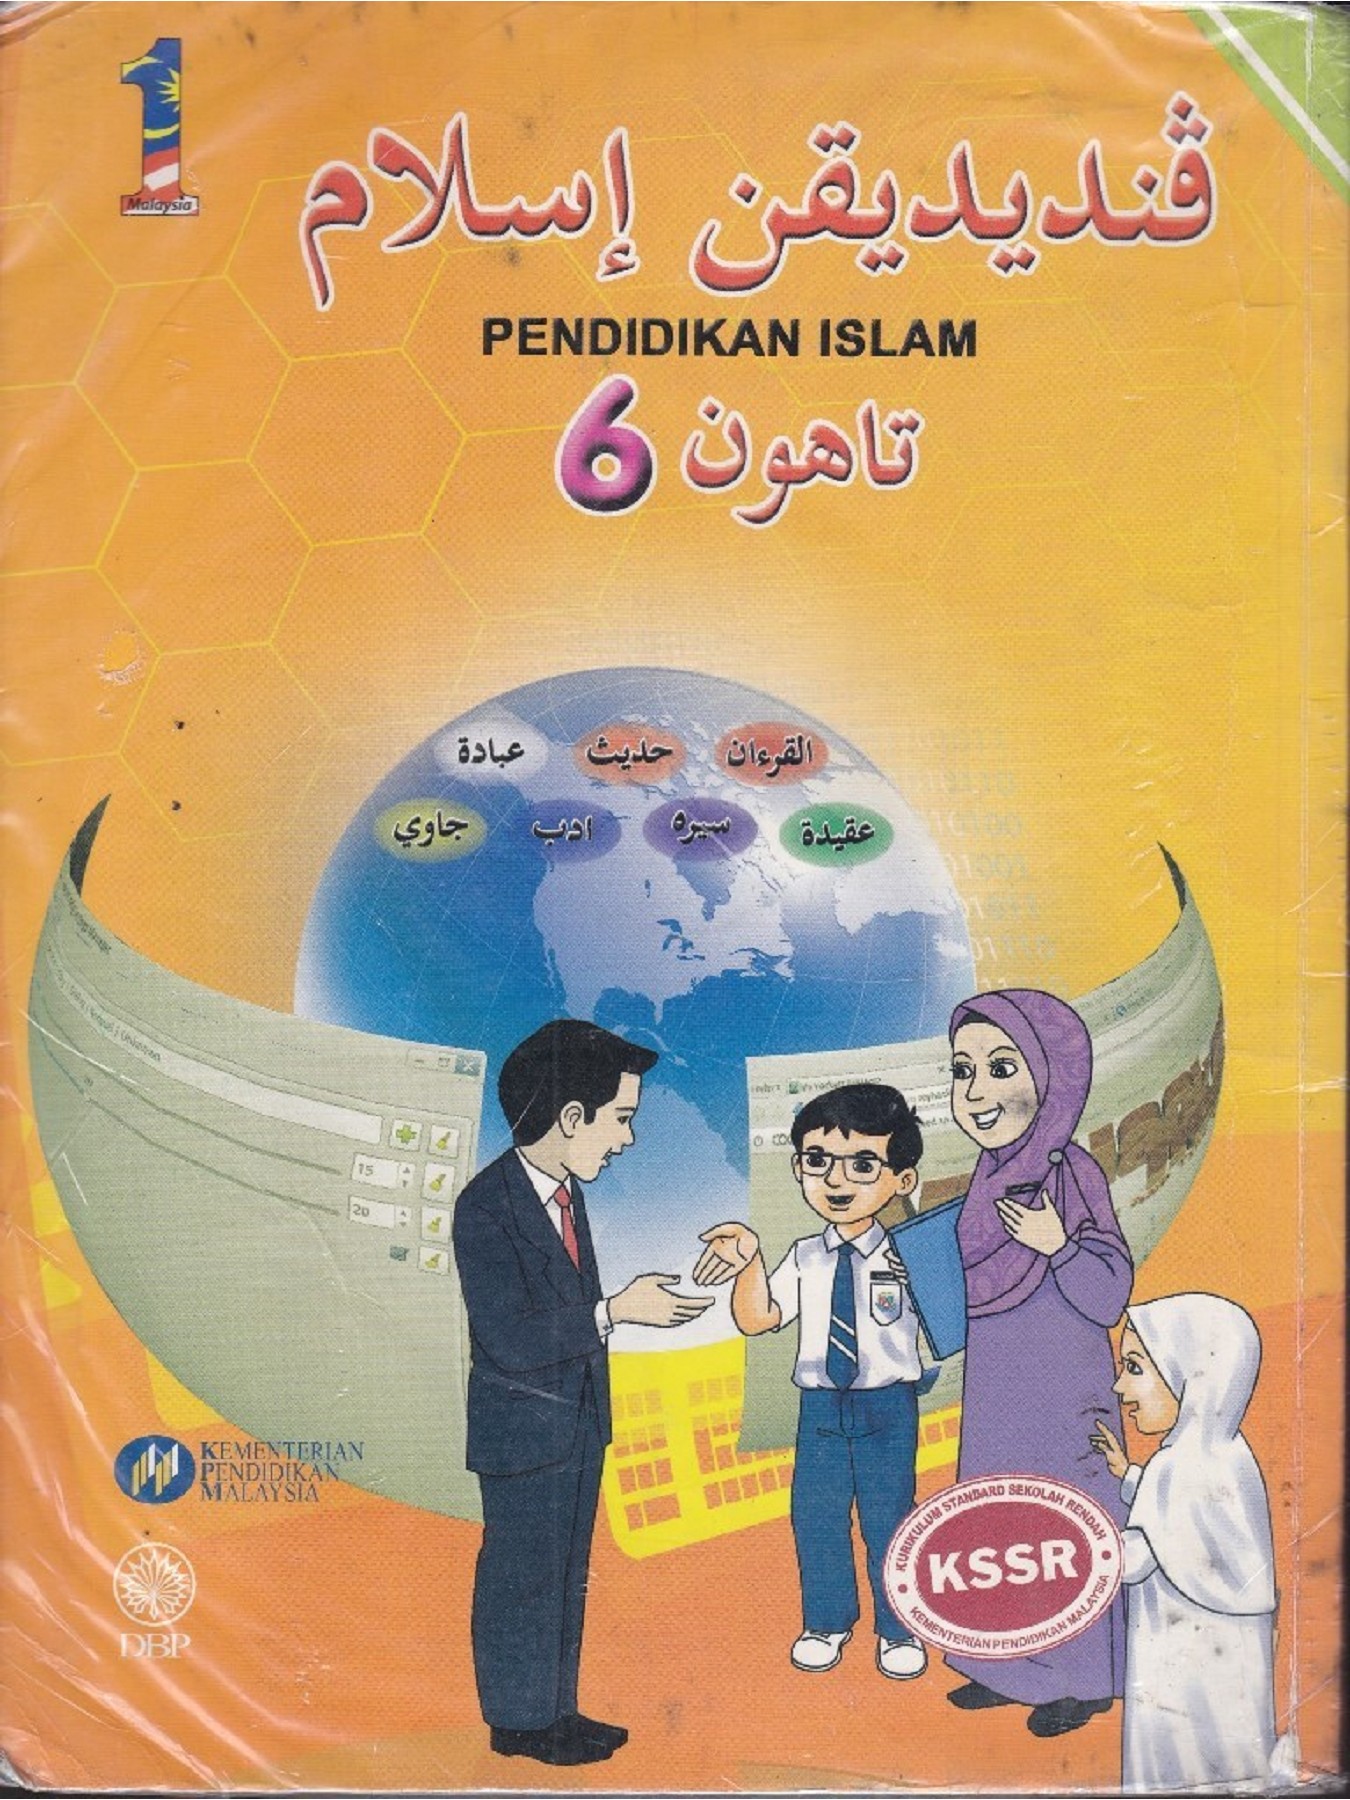 1
Malaysia
ڤنديديقن إسلام
PENDIDIKAN ISLAM
تاهون 6
القرءان حديث عبادة
عقيدة سيره ادب جاوي
15
20
KEMENTERIAN
PENDIDIKAN
MALAYSIA
DBP
KURIKULUM STANDARD SEKOLAH RENDAH
KSSR
KEMENTERIAN PENDIDIKAN MALAYSIA